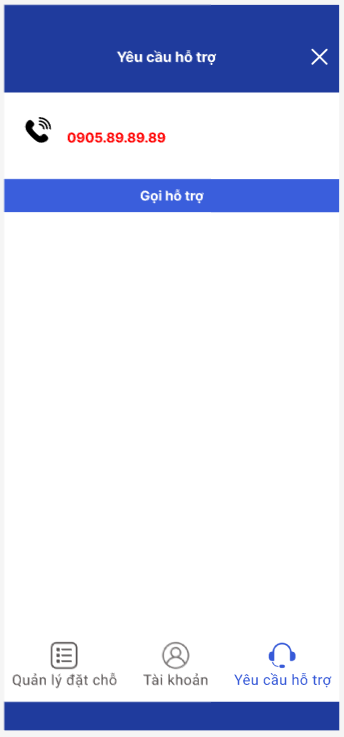 Yêu cầu hỗ trợ
0905.89.89.89
Gọi hỗ trợ
Quản lý đặt chỗ Tài khoản Yêu cầu hỗ trợ